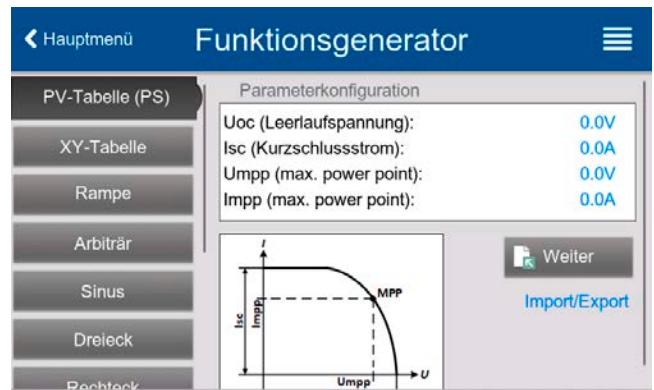 Hauptmenü
Funktionsgenerator
PV-Tabelle (PS)
XY-Tabelle
Rampe
Arbiträr
Sinus
Dreieck
Rechteck
Parameterkonfiguration
Uoc (Leerlaufspannung): 0.0V
Isc (Kurzschlussstrom): 0.0A
Umpp (max. power point): 0.0V
Impp (max. power point): 0.0A
I
MPP
Isc
Impp
Umpp
U
Weiter
Import/Export